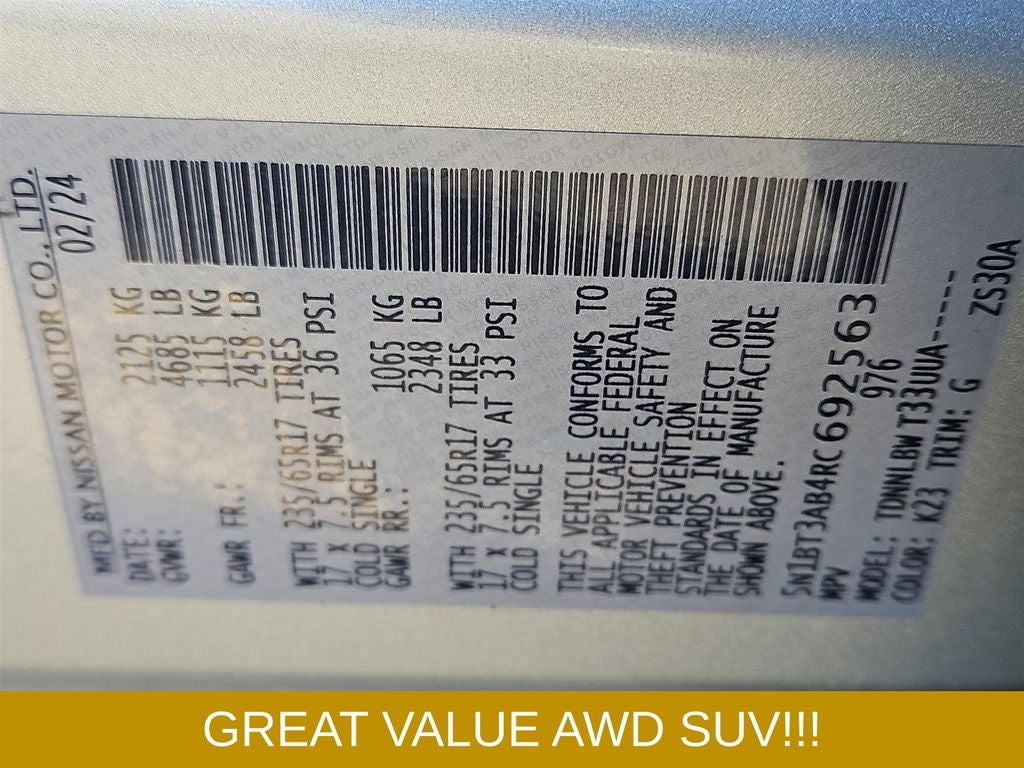 MFD BY NISSAN MOTOR CO., LTD.
DATE: 02/24
GVWR: 2125 KG
4685 LB
GAWR FR.: 1115 KG
2458 LB
WITH 235/65R17 TIRES
17 X 7.5 RIMS AT 36 PSI
COLD SINGLE
GAWR RR.: 1065 KG
2348 LB
WITH 235/65R17 TIRES
17 X 7.5 RIMS AT 33 PSI
COLD SINGLE
THIS VEHICLE CONFORMS TO
ALL APPLICABLE FEDERAL
MOTOR VEHICLE SAFETY AND
THEFT PREVENTION
STANDARDS IN EFFECT ON
THE DATE OF MANUFACTURE
SHOWN ABOVE.
5N1BT3AB4RC692563
MPV 976
MODEL: TDNNLBW T33UUA-----
COLOR: K23 TRIM: G ZS30A
GREAT VALUE AWD SUV!!!